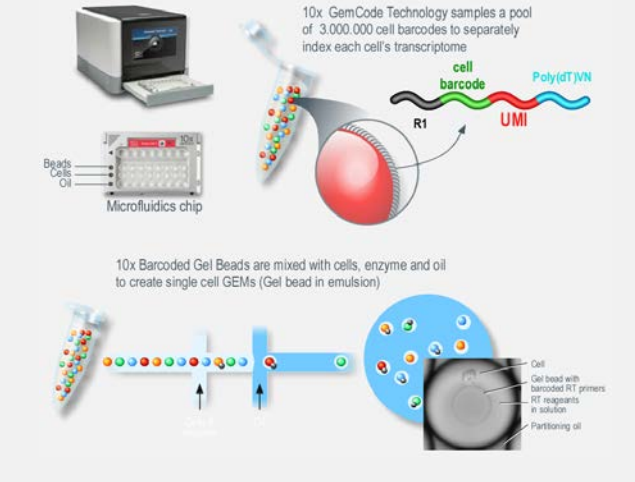 10x GemCode Technology samples a pool
of 3.000.000 cell barcodes to separately
index each cell's transcriptome
cell
barcode
Poly(dT)VN
R1
UMI
10x
Beads
Cells
Oil
Microfluidics chip
10x Barcoded Gel Beads are mixed with cells, enzyme and oil
to create single cell GEMs (Gel bead in emulsion)
Cell
Gel bead with
barcoded RT primers
RT reageants
in solution
Partitioning oil
Oil